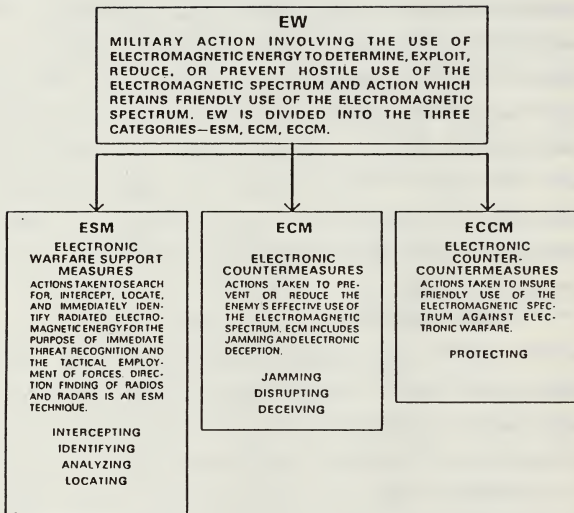 EW
MILITARY ACTION INVOLVING THE USE OF
ELECTROMAGNETIC ENERGY TO DETERMINE, EXPLOIT,
REDUCE, OR PREVENT HOSTILE USE OF THE
ELECTROMAGNETIC SPECTRUM AND ACTION WHICH
RETAINS FRIENDLY USE OF THE ELECTROMAGNETIC
SPECTRUM. EW IS DIVIDED INTO THE THREE
CATEGORIES—ESM, ECM, ECCM.
ESM
ELECTRONIC
WARFARE SUPPORT
MEASURES
ACTIONS TAKEN TO SEARCH
FOR, INTERCEPT, LOCATE,
AND IMMEDIATELY IDEN-
TIFY RADIATED ELECTRO-
MAGNETIC ENERGY FOR THE
PURPOSE OF IMMEDIATE
THREAT RECOGNITION AND
THE TACTICAL EMPLOY-
MENT OF FORCES. DIREC-
TION FINDING OF RADIOS
AND RADARS IS AN ESM
TECHNIQUE.
INTERCEPTING
IDENTIFYING
ANALYZING
LOCATING
ECM
ELECTRONIC
COUNTERMEASURES
ACTIONS TAKEN TO PRE-
VENT OR REDUCE THE
ENEMY'S EFFECTIVE USE OF
THE ELECTROMAGNETIC
SPECTRUM. ECM INCLUDES
JAMMING AND ELECTRONIC
DECEPTION.
JAMMING
DISRUPTING
DECEIVING
ECCM
ELECTRONIC
COUNTER-
COUNTERMEASURES
ACTIONS TAKEN TO INSURE
FRIENDLY USE OF THE
ELECTROMAGNETIC SPEC-
TRUM AGAINST ELEC-
TRONIC WARFARE.
PROTECTING